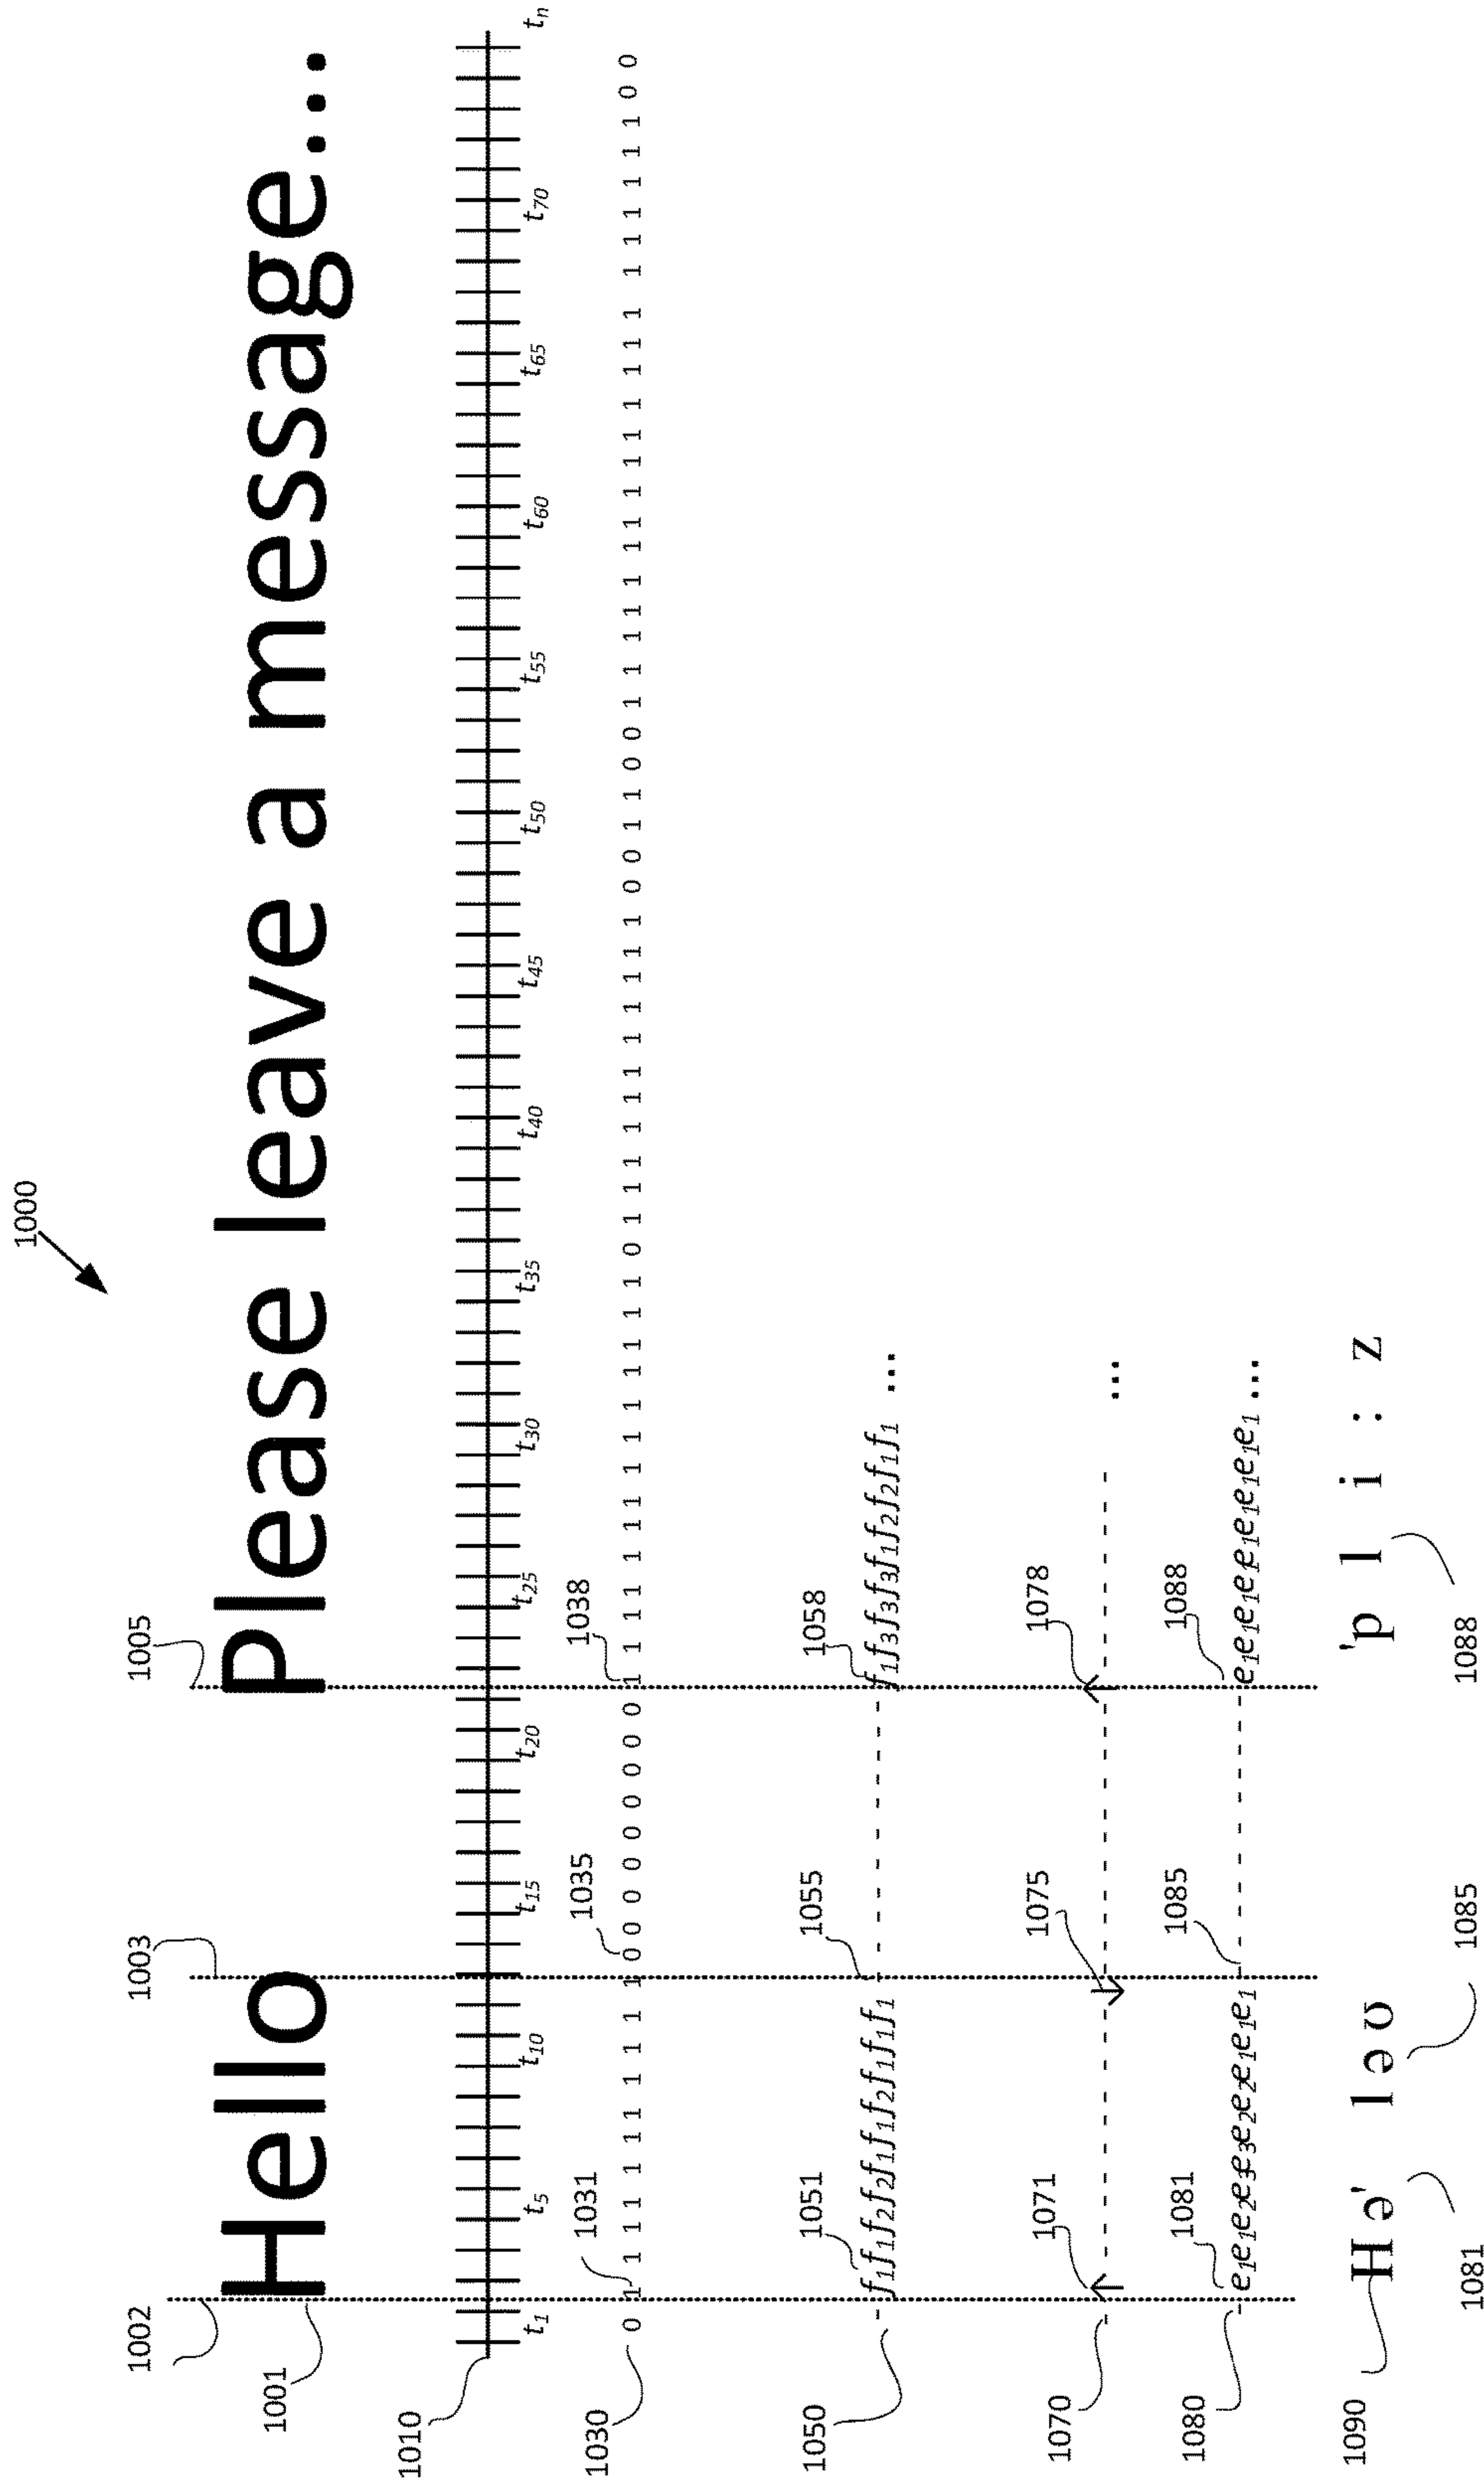 1000
1002 1003 1005
1001 Hello Please leave a message...
1010
t1 t5 t10 t15 t20 t25 t30 t35 t40 t45 t50 t55 t60 t65 t70 tn
1031 1035 1038
1030 0 1 1 1 1 1 1 1 1 1 1 1 0 0 0 0 0 0 0 0 0 1 1 1 1 1 1 1 1 1 1 1 1 1 1 0 1 1 1 1 1 1 1 1 1 1 1 0 0 1 1 0 0 1 1 1 1 1 1 1 1 1 1 1 1 1 1 1 1 1 1 1 1 0 0
1051 1055 1058
1050 - f1f1f2f2f1f1f2f1f1f1 - - - - - - - - - f1f3f3f3f1f2f2f1f1 ...
1071 1075 1078
1070 ...
1081 1085 1088
1080 - e1e1e2e3e3e2e2e1e1e1 - - - - - - - - - e1e1e1e1e1e1e1e1e1 ...
1090 H ə' l ə ʊ 'p l i : z
1081 1085 1088